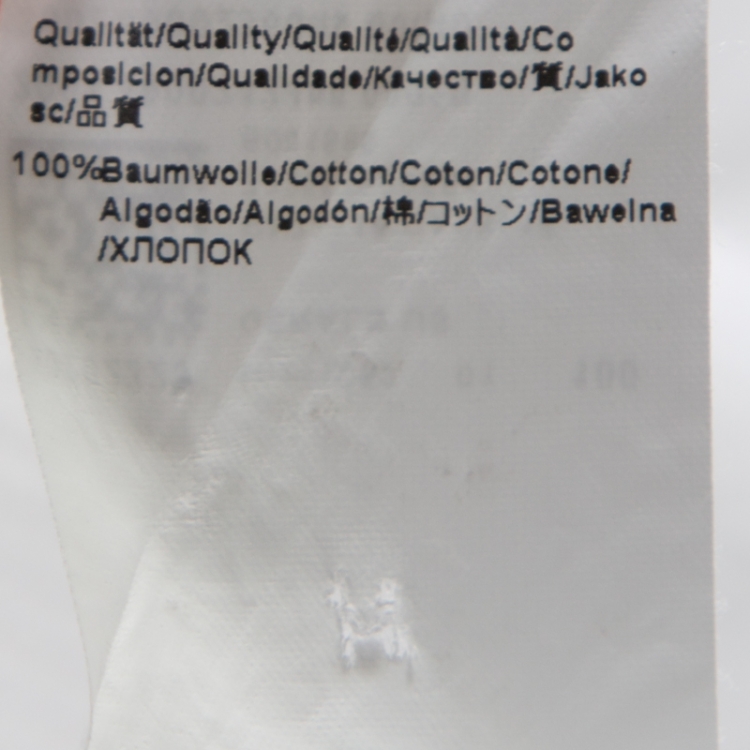 Qualität/Quality/Qualité/Qualità/Co
mposicion/Qualidade/Качество/質/Jako
sc/品質
100%Baumwolle/Cotton/Coton/Cotone/
Algodão/Algodón/棉/コットン/Bawelna
/ХЛОПОК